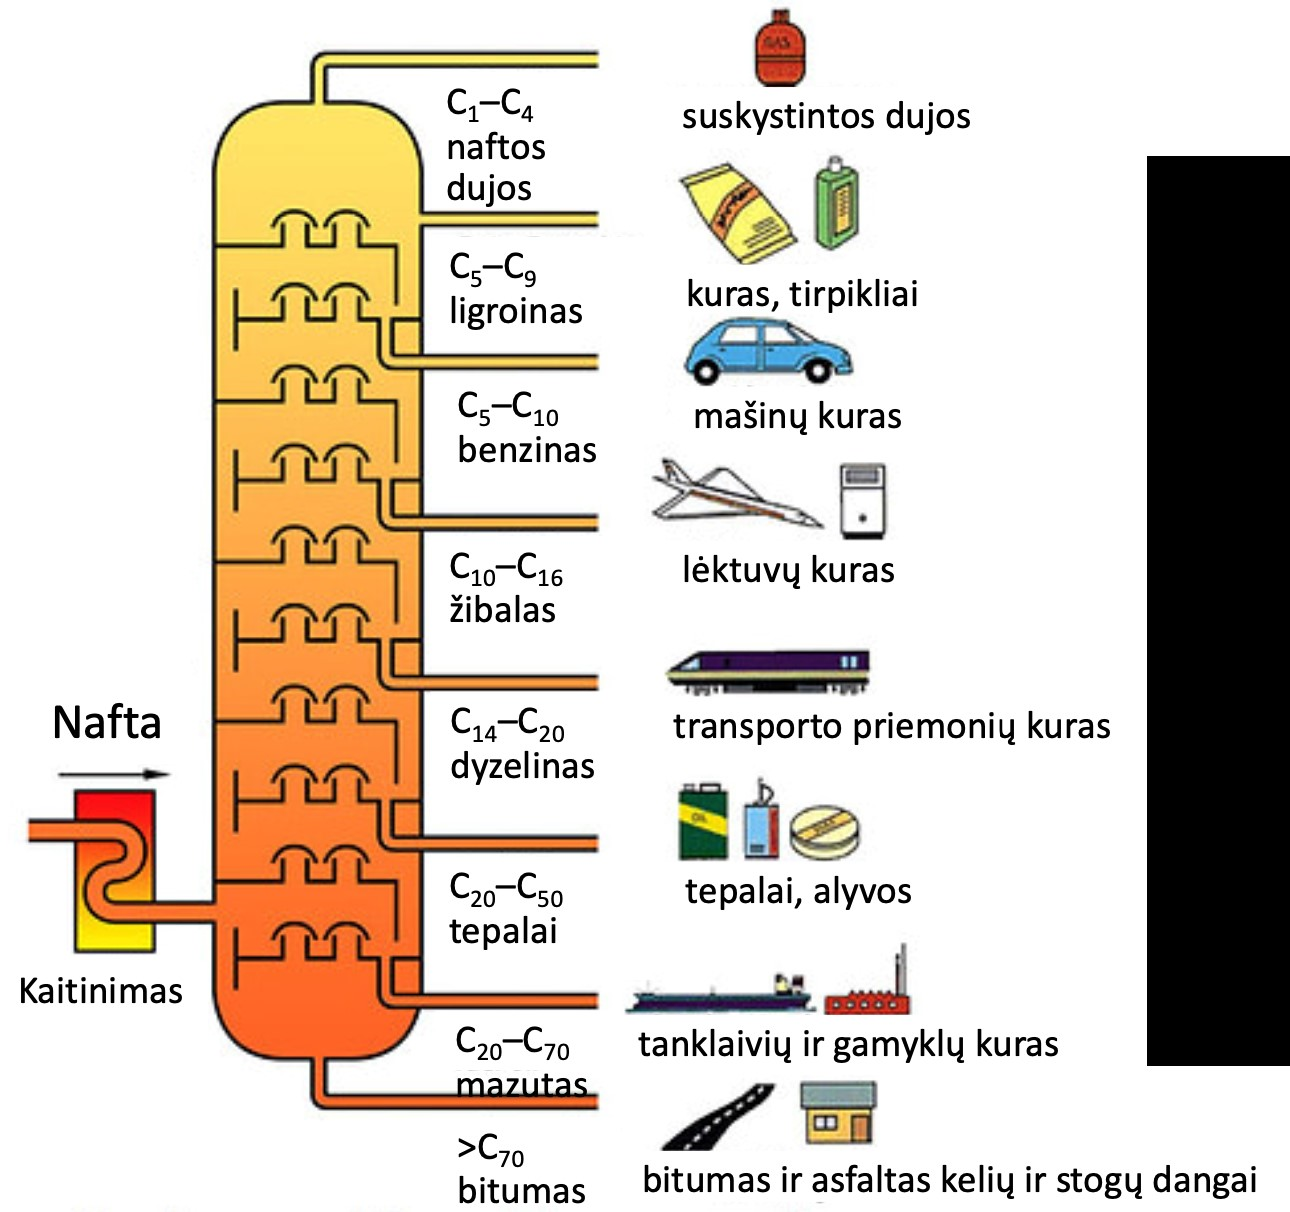 GAS
suskystintos dujos
C₁–C₄
naftos
dujos
kuras, tirpikliai
C₅–C₉
ligroinas
mašinų kuras
C₅–C₁₀
benzinas
lėktuvų kuras
C₁₀–C₁₆
žibalas
transporto priemonių kuras
C₁₄–C₂₀
dyzelinas
Nafta
Kaitinimas
OIL
tepalai, alyvos
C₂₀–C₅₀
tepalai
tanklaivių ir gamyklų kuras
C₂₀–C₇₀
mazutas
bitumas ir asfaltas kelių ir stogų dangai
>C₇₀
bitumas